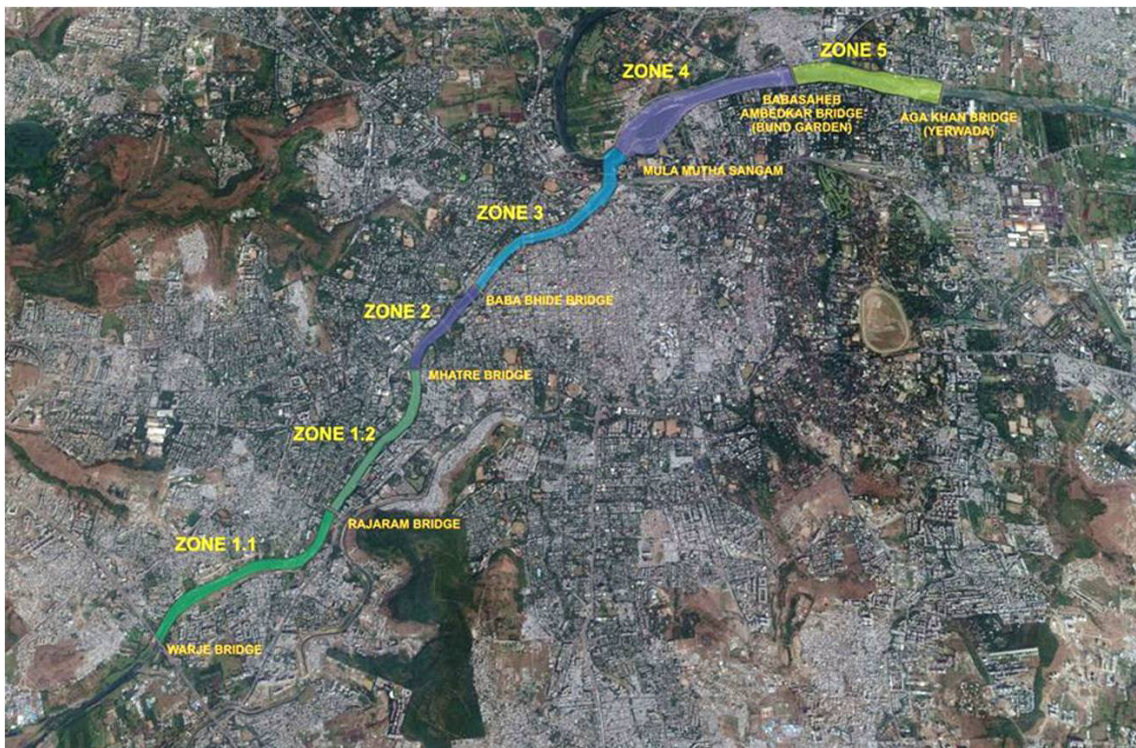 ZONE 5
ZONE 4
BABASAHEB
AMBEDKAR BRIDGE
(BUND GARDEN)
AGA KHAN BRIDGE
(YERWADA)
MULA MUTHA SANGAM
ZONE 3
BABA BHIDE BRIDGE
ZONE 2
MHATRE BRIDGE
ZONE 1.2
RAJARAM BRIDGE
ZONE 1.1
WARJE BRIDGE